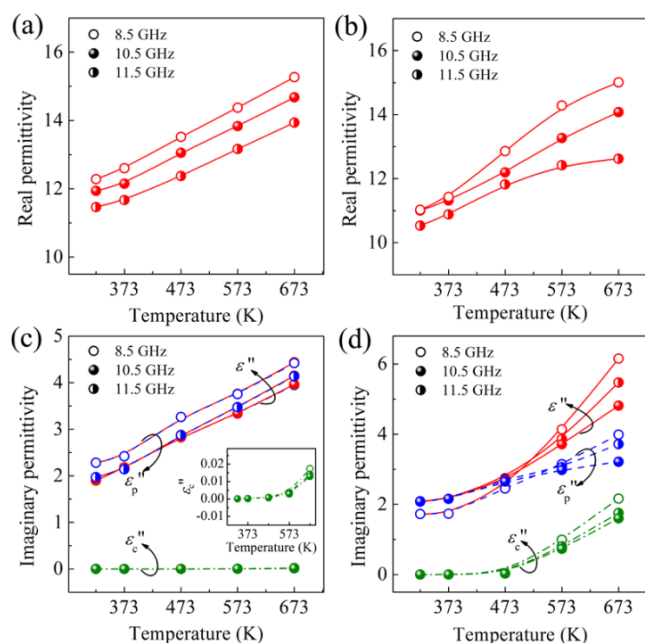 (a)
8.5 GHz
10.5 GHz
11.5 GHz
16
14
12
10
Real permittivity
373 473 573 673
Temperature (K)
(b)
8.5 GHz
10.5 GHz
11.5 GHz
16
14
12
10
Real permittivity
373 473 573 673
Temperature (K)
(c)
8.5 GHz
10.5 GHz
11.5 GHz
5
4
3
2
1
0
Imaginary permittivity
ε"
εp"
εc"
0.02
0.01
0.00
-0.01
εc"
373 573
Temperature (K)
373 473 573 673
Temperature (K)
(d)
8.5 GHz
10.5 GHz
11.5 GHz
6
4
2
0
Imaginary permittivity
ε"
εp"
εc"
373 473 573 673
Temperature (K)